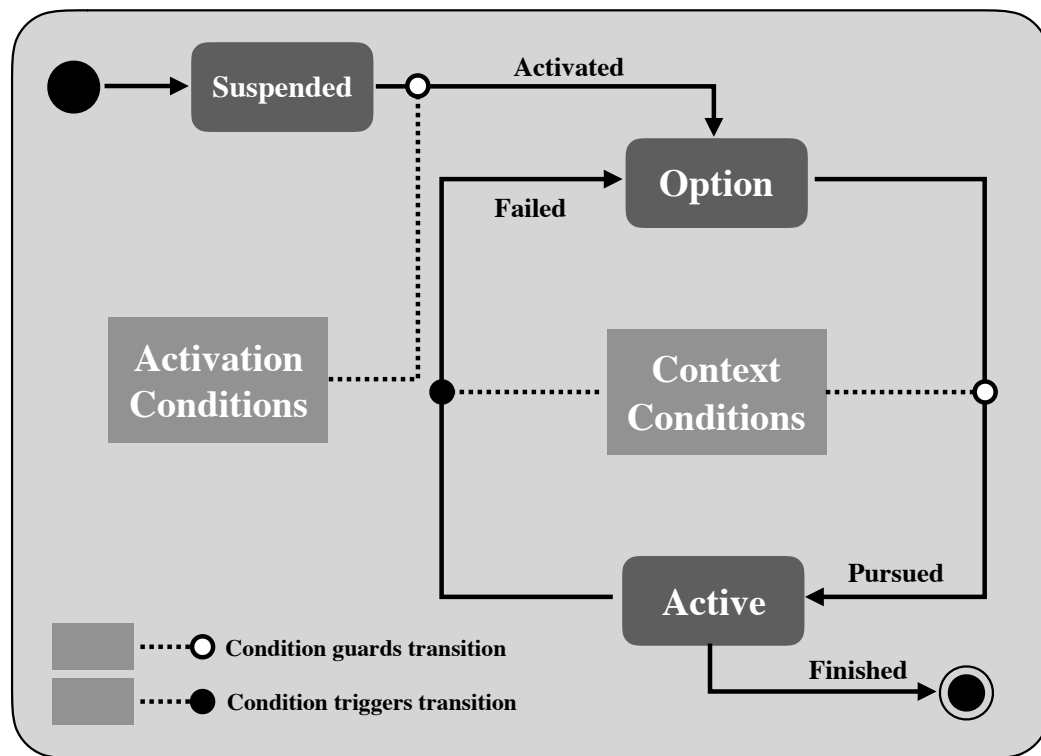 Suspended
Activated
Option
Failed
Activation
Conditions
Context
Conditions
Active
Pursued
Finished
Condition guards transition
Condition triggers transition